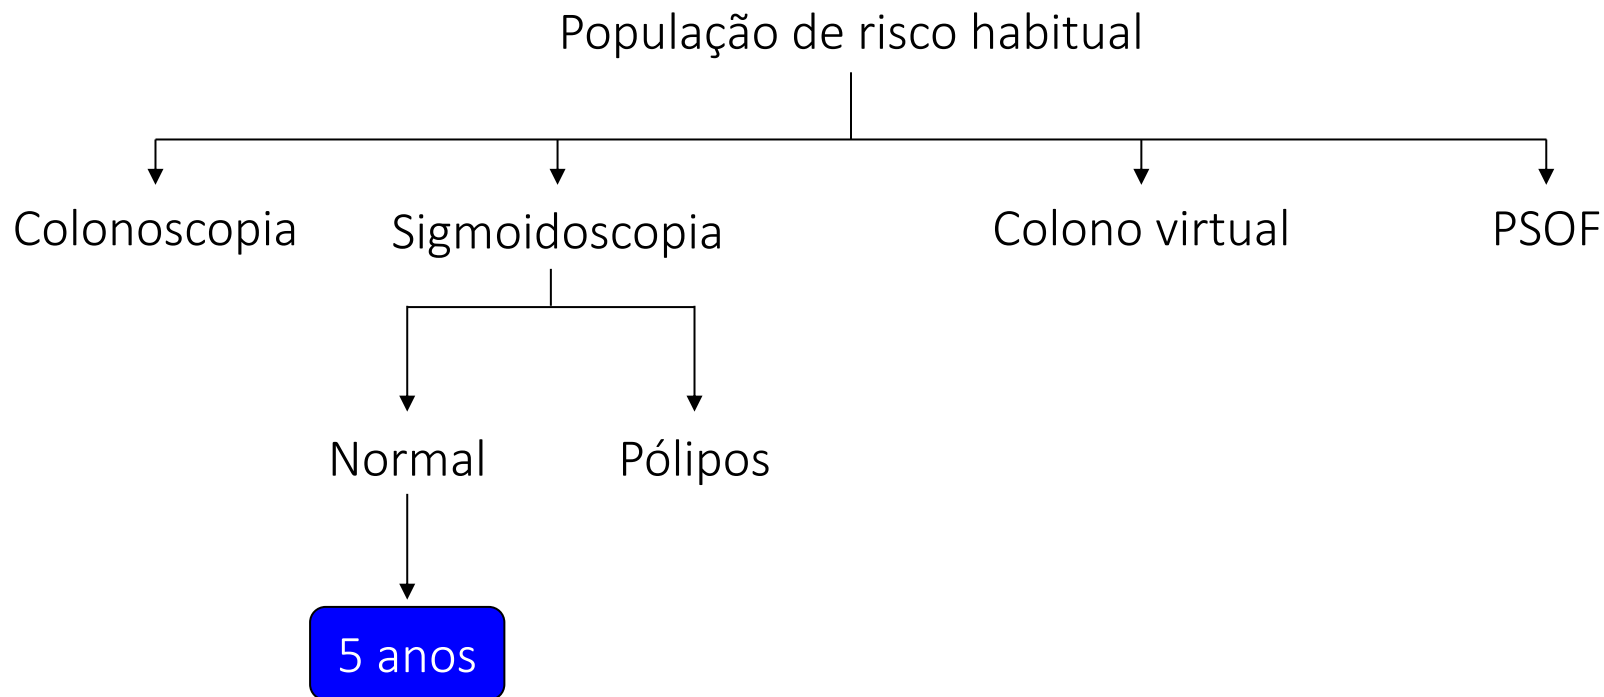 População de risco habitual
Colonoscopia
Sigmoidoscopia
Colono virtual
PSOF
Normal
Pólipos
5 anos